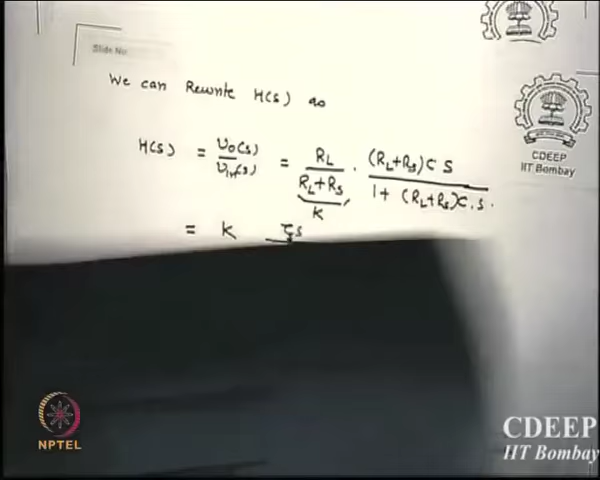 Slide No
We can Rewrite H(s) as
H(s) = Vo(s)/Vin(s) = RL/(RL+RS) · (RL+RS)C S/(1 + (RL+RS)C.S.
K
= K τs
CDEEP
IIT Bombay
NPTEL
CDEEP
IIT Bombay